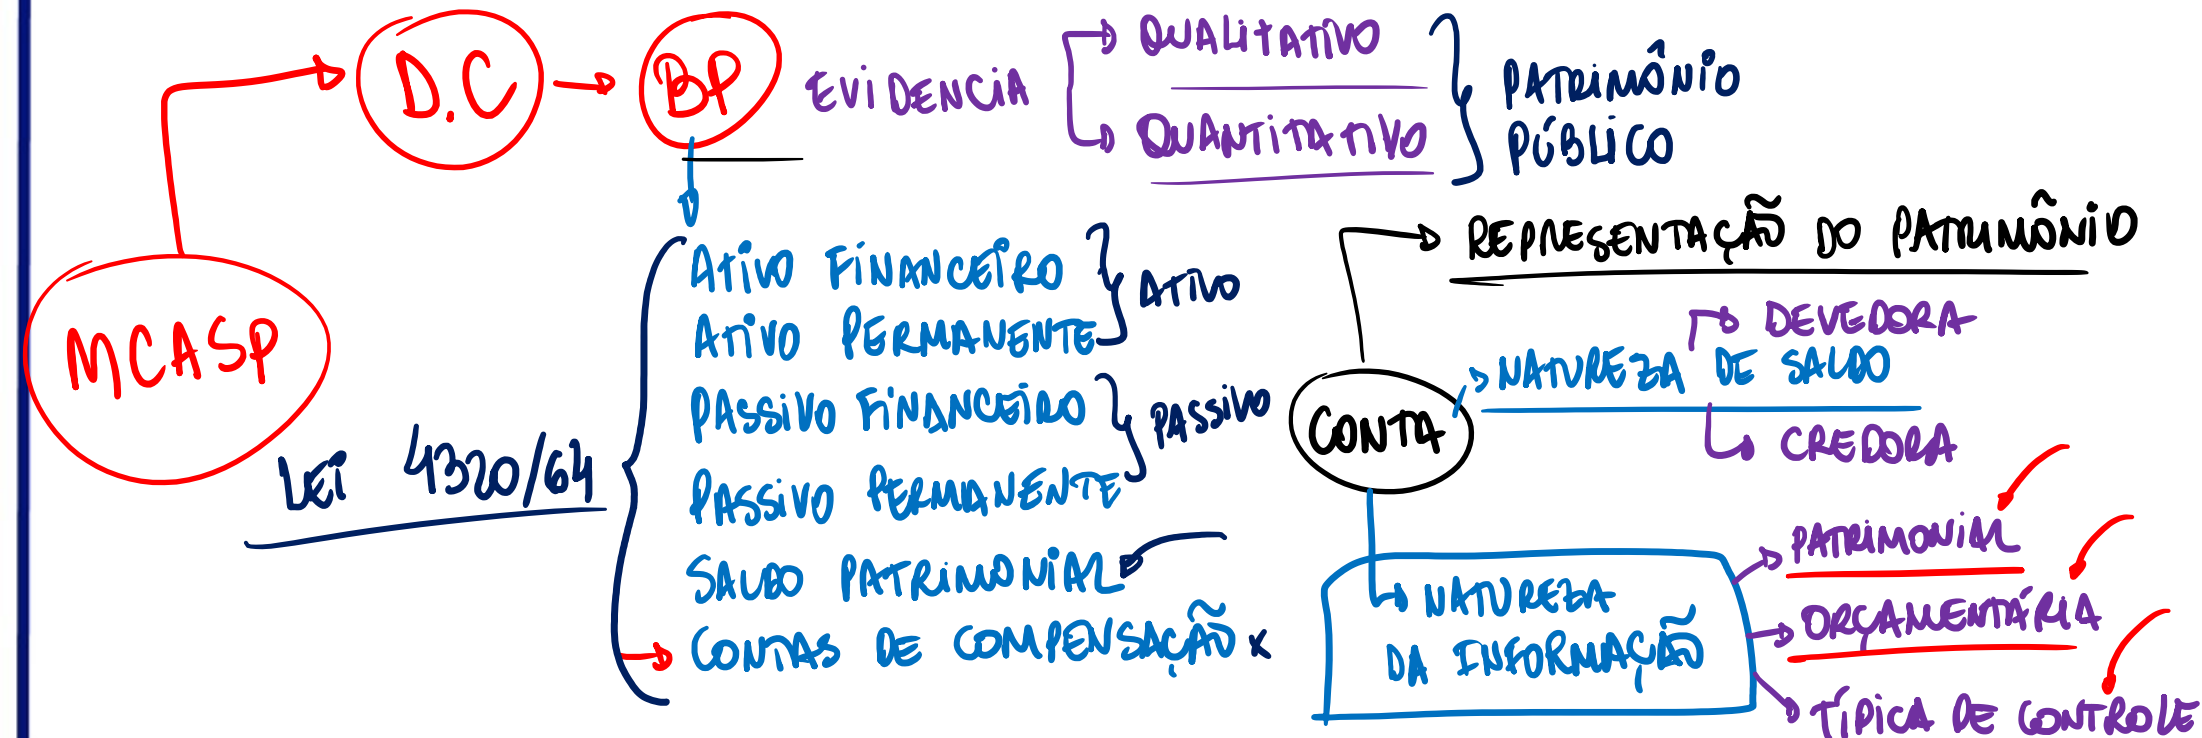 MCASP
D.C
BP
EVIDENCIA
QUALITATIVO
QUANTITATIVO
PATRIMÔNIO
PÚBLICO
LEI 4320/64
ATIVO FINANCEIRO
ATIVO PERMANENTE
ATIVO
PASSIVO FINANCEIRO
PASSIVO PERMANENTE
PASSIVO
SALDO PATRIMONIAL
CONTAS DE COMPENSAÇÃO x
CONTA
REPRESENTAÇÃO DO PATRIMÔNIO
NATUREZA DE SALDO
DEVEDORA
CREDORA
NATUREZA
DA INFORMAÇÃO
PATRIMONIAL
ORÇAMENTÁRIA
TÍPICA DE CONTROLE